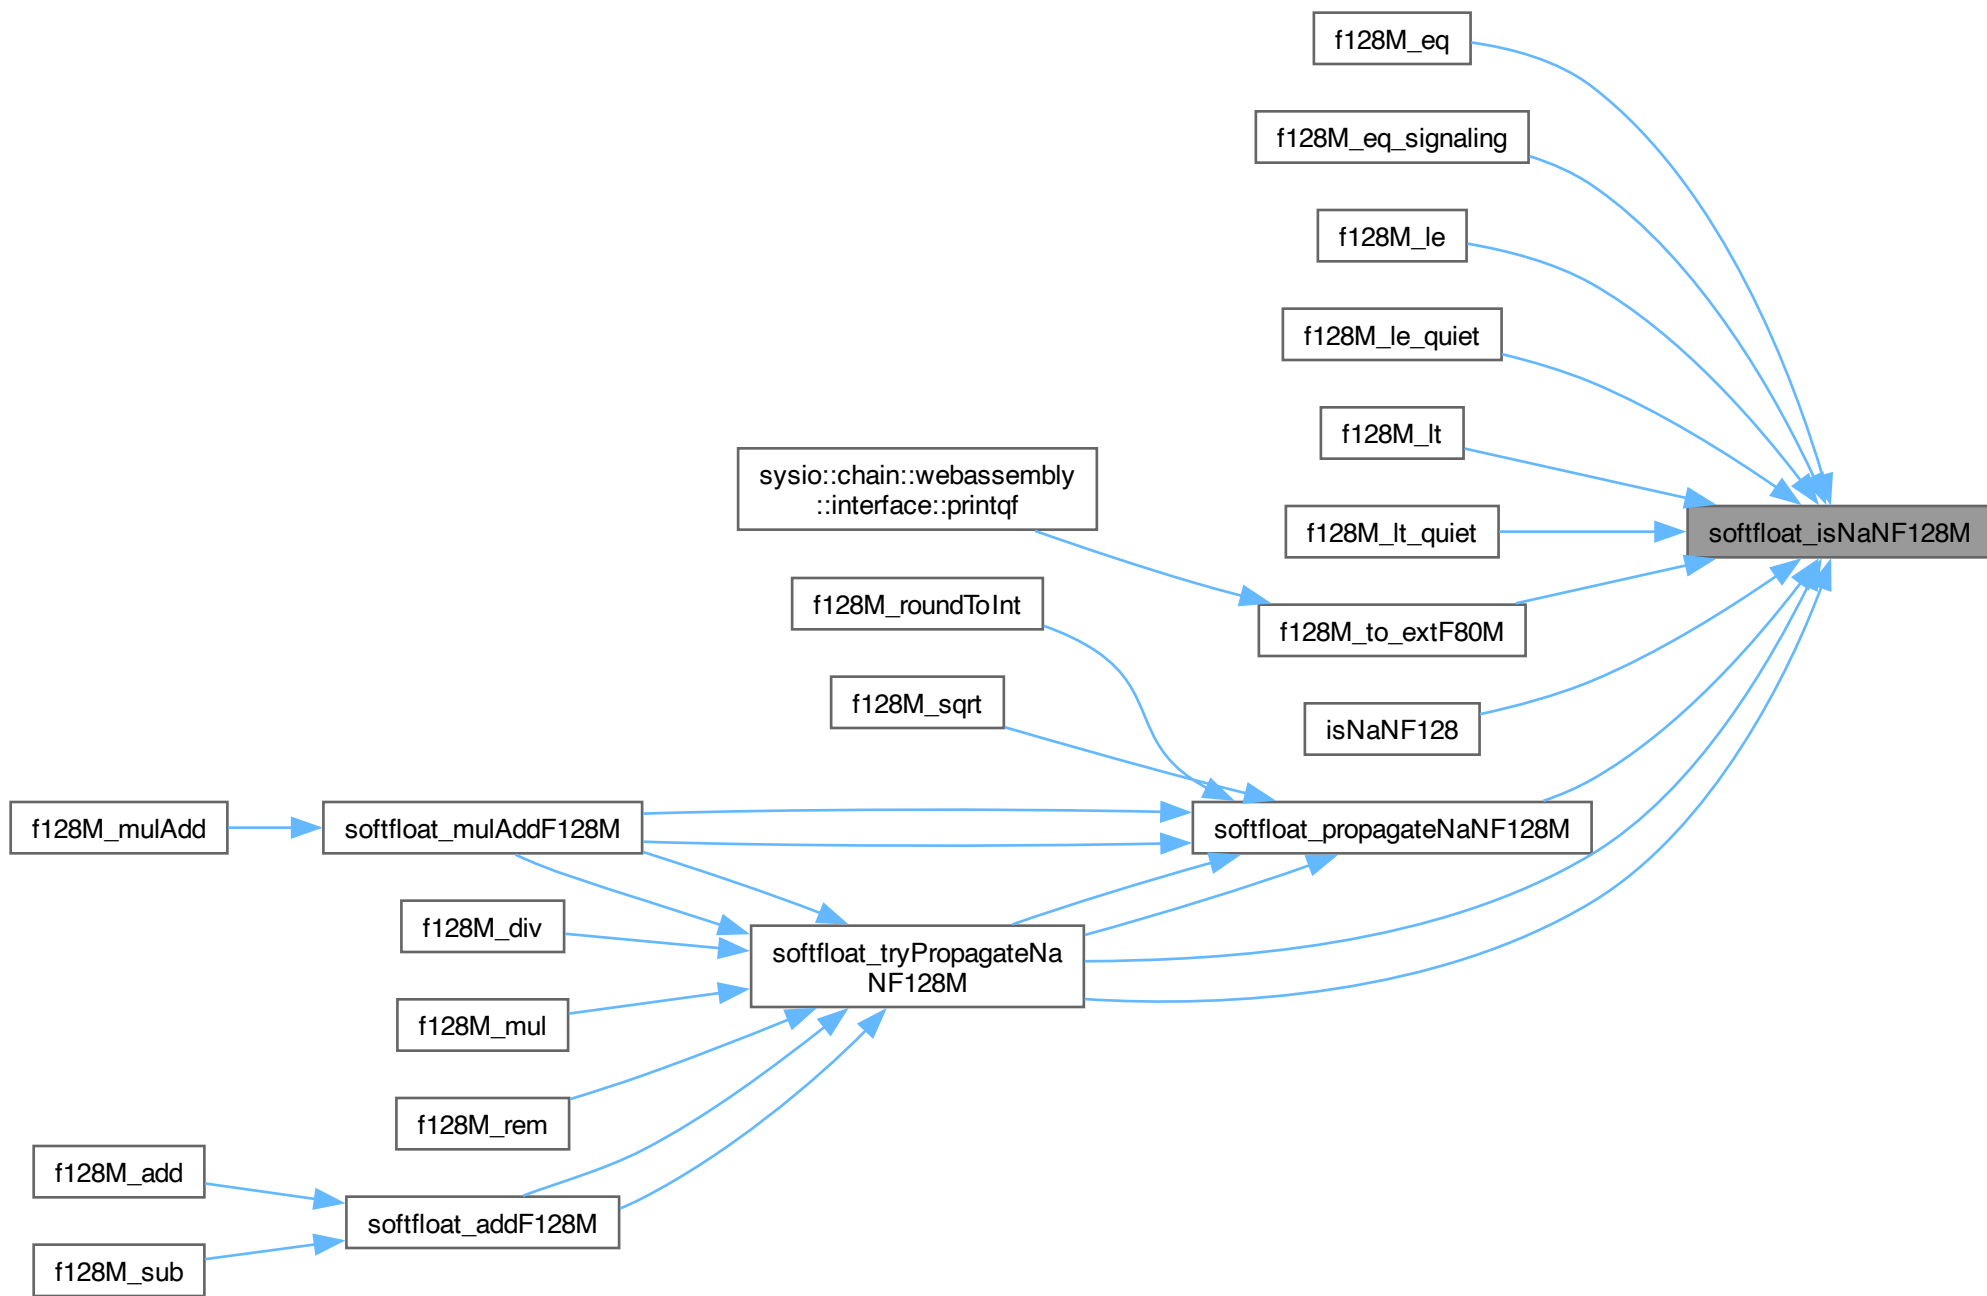 f128M_eq
f128M_eq_signaling
f128M_le
f128M_le_quiet
f128M_lt
sysio::chain::webassembly
::interface::printqf
f128M_lt_quiet
softfloat_isNaNF128M
f128M_roundToInt
f128M_to_extF80M
f128M_sqrt
isNaNF128
f128M_mulAdd
softfloat_mulAddF128M
softfloat_propagateNaNF128M
f128M_div
softfloat_tryPropagateNa
NF128M
f128M_mul
f128M_rem
f128M_add
softfloat_addF128M
f128M_sub